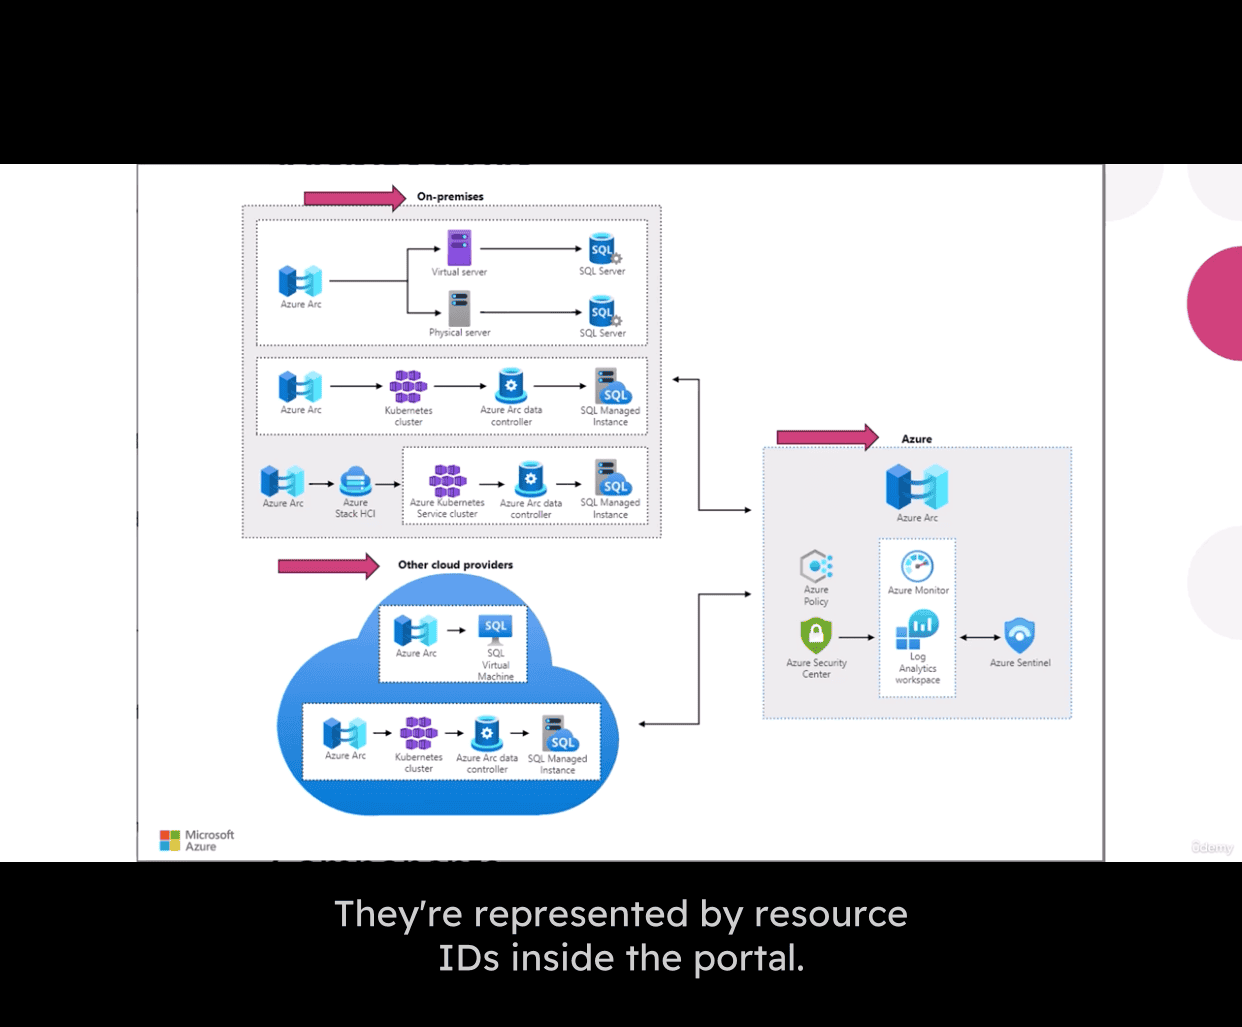 On-premises
Virtual server
SQL
SQL Server
Azure Arc
SQL
Physical server
SQL Server
SQL
Azure Arc
Kubernetes
cluster
Azure Arc data
controller
SQL Managed
Instance
SQL
Azure Arc
Azure
Stack HCI
Azure Kubernetes
Service cluster
Azure Arc data
controller
SQL Managed
Instance
Azure
Azure Arc
Azure
Policy
Azure Monitor
Azure Security
Center
Log
Analytics
workspace
Azure Sentinel
Other cloud providers
SQL
Azure Arc
SQL
Virtual
Machine
SQL
Azure Arc
Kubernetes
cluster
Azure Arc data
controller
SQL Managed
Instance
Microsoft
Azure
ûdemy
They're represented by resource
IDs inside the portal.